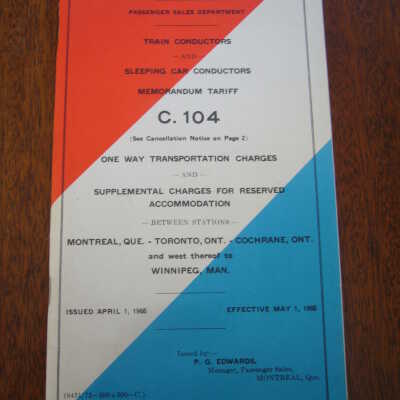 PASSENGER SALES DEPARTMENT
TRAIN CONDUCTORS
—AND—
SLEEPING CAR CONDUCTORS
MEMORANDUM TARIFF
C. 104
(See Cancellation Notice on Page 2)
ONE WAY TRANSPORTATION CHARGES
—AND—
SUPPLEMENTAL CHARGES FOR RESERVED
ACCOMMODATION
—BETWEEN STATIONS—
MONTREAL, QUE. - TORONTO, ONT. - COCHRANE, ONT.
and west thereof to
WINNIPEG, MAN.
ISSUED APRIL 1, 1966 EFFECTIVE MAY 1, 1966
Issued by:—
P. G. EDWARDS,
Manager, Passenger Sales,
MONTREAL, Que.